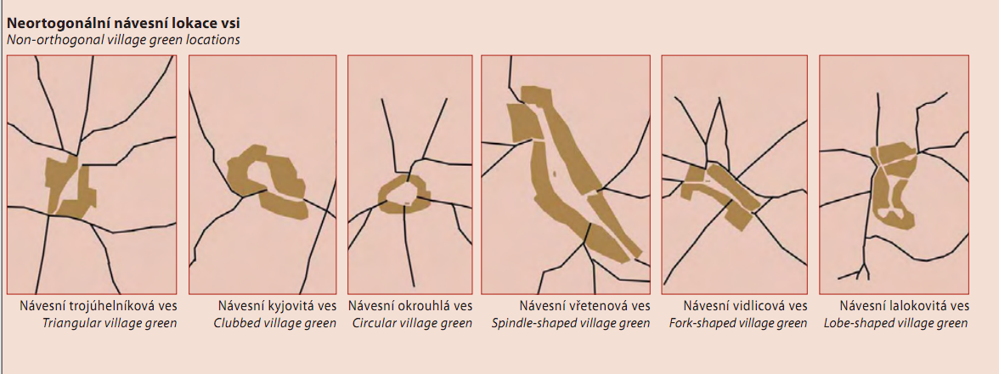 Neortogonální návesní lokace vsi
Non-orthogonal village green locations
Návesní trojúhelníková ves
Triangular village green
Návesní kyjovitá ves
Clubbed village green
Návesní okrouhlá ves
Circular village green
Návesní vřetenová ves
Spindle-shaped village green
Návesní vidlicová ves
Fork-shaped village green
Návesní lalokovitá ves
Lobe-shaped village green